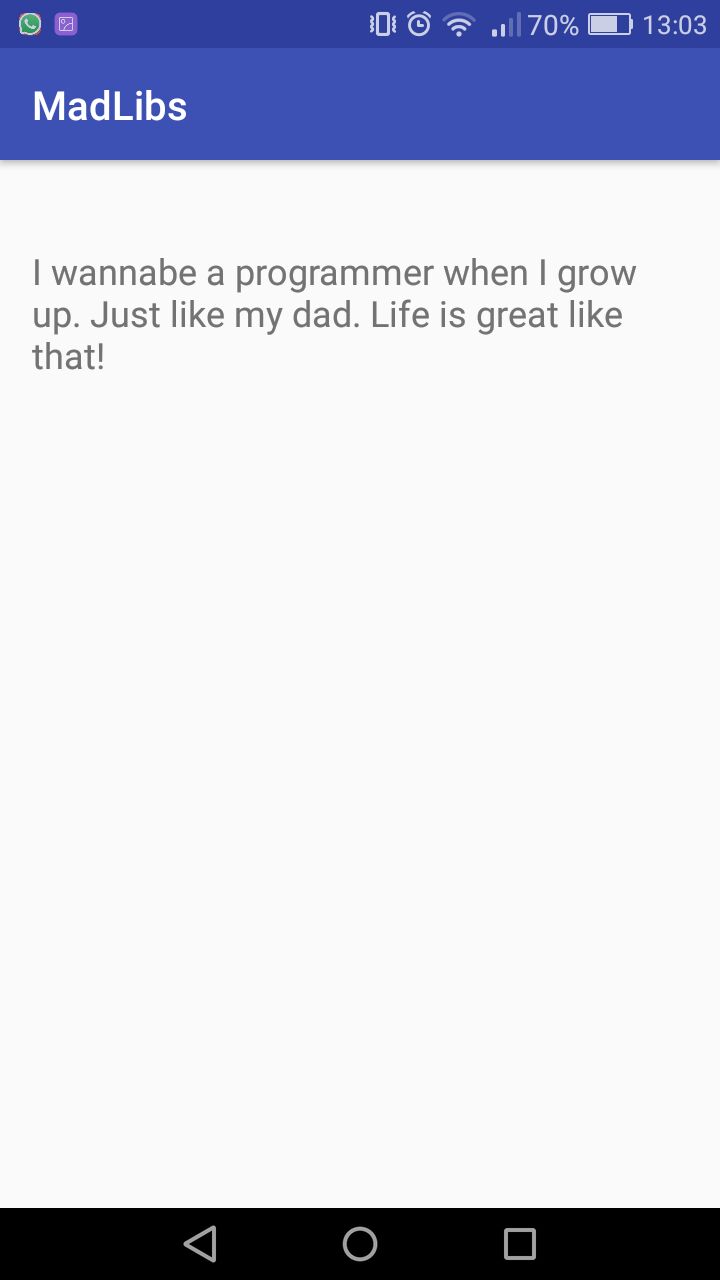 70% 13:03
MadLibs
I wannabe a programmer when I grow
up. Just like my dad. Life is great like
that!